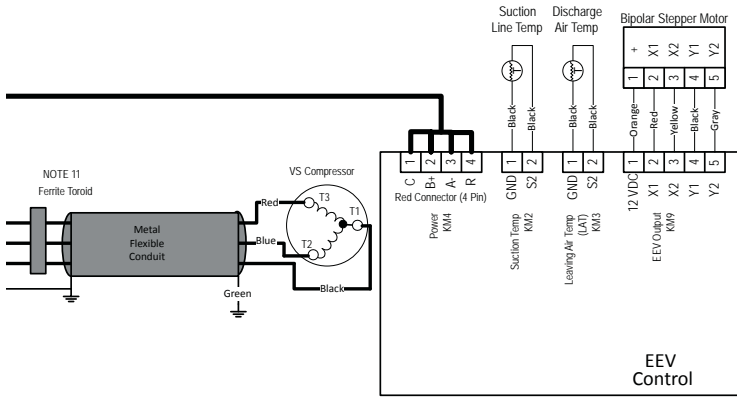 Suction
Line Temp
Discharge
Air Temp
Bipolar Stepper Motor
+
X1
X2
Y1
Y2
1
2
3
4
5
Black
Black
Black
Black
Orange
Red
Yellow
Black
Gray
1
2
3
4
1
2
1
2
1
2
3
4
5
C
B+
A-
R
GND
S2
GND
S2
12 VDC
X1
X2
Y1
Y2
Red Connector (4 Pin)
Power
KM4
Suction Temp
KM2
Leaving Air Temp
(LAT)
KM3
EEV Output
KM9
NOTE 11
Ferrite Toroid
VS Compressor
Metal
Flexible
Conduit
Red
Blue
Black
Green
T3
T1
T2
EEV
Control